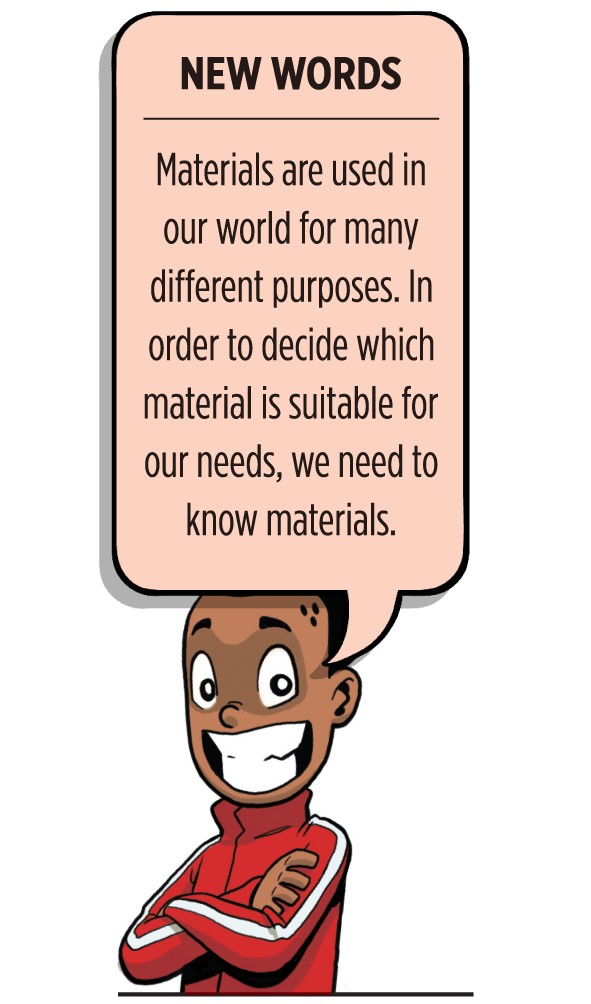 NEW WORDS
Materials are used in
our world for many
different purposes. In
order to decide which
material is suitable for
our needs, we need to
know materials.